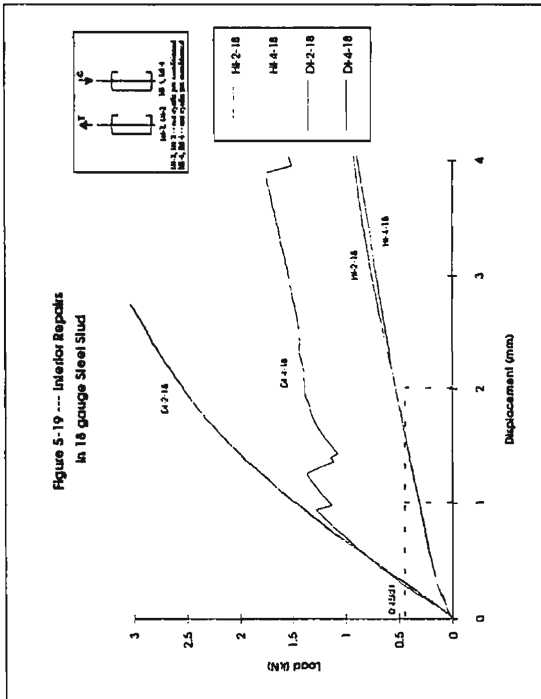 Figure 5-19 --- Interior Repairs
in 18 gauge Steel Stud
T
C
HI-2-18
HI-4-18
DI-2-18
DI-4-18
Load (kN)
3
2.5
2
1.5
1
0.5
0
DI-2-18
DI-4-18
HI-2-18
HI-4-18
0
1
2
3
4
Displacement (mm)